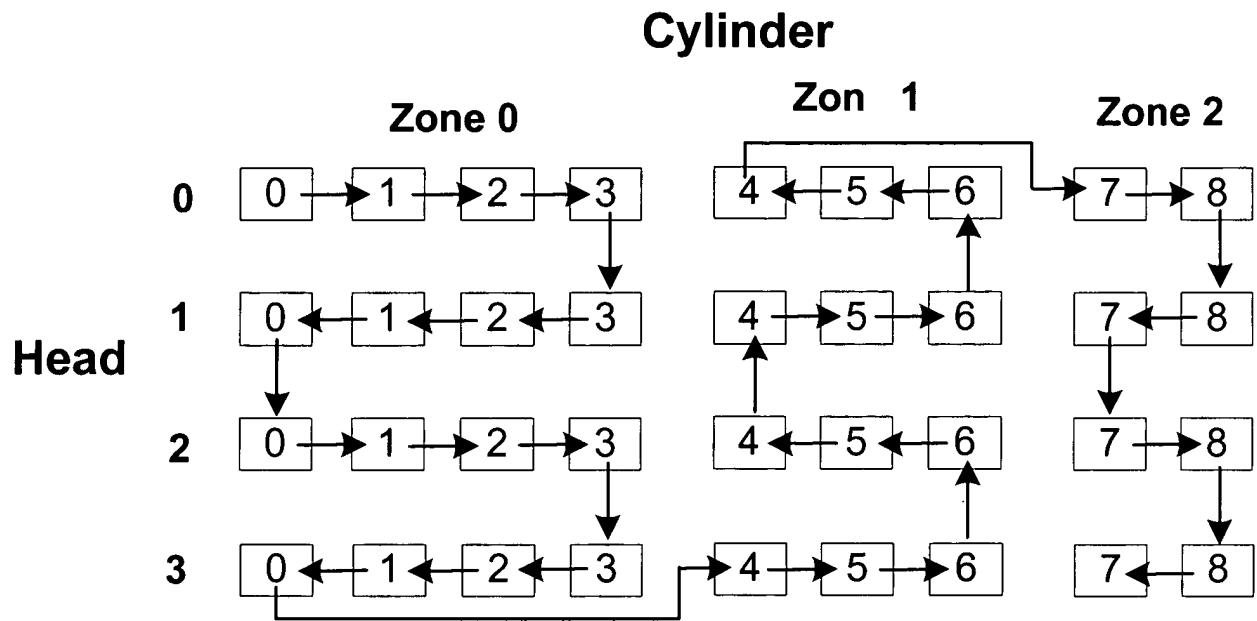 Cylinder
Zone 0 Zon 1 Zone 2
0 0 1 2 3 4 5 6 7 8
1 0 1 2 3 4 5 6 7 8
Head
2 0 1 2 3 4 5 6 7 8
3 0 1 2 3 4 5 6 7 8